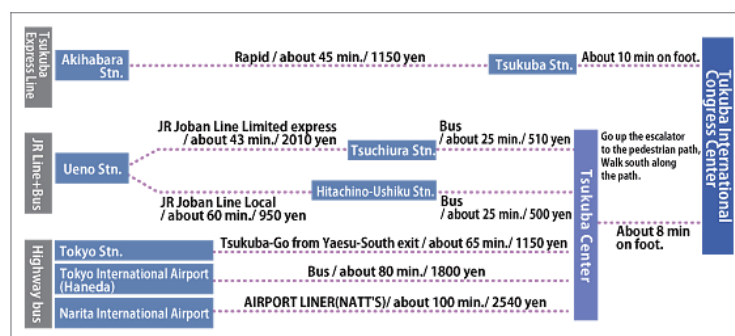 Tsukuba
Express Line
Akihabara
Stn.
Rapid / about 45 min./ 1150 yen
Tsukuba Stn.
About 10 min on foot.
Tukuba International
Congress Center
JR Line+Bus
Ueno Stn.
JR Joban Line Limited express
/ about 43 min./ 2010 yen
Tsuchiura Stn.
Bus
/ about 25 min./ 510 yen
JR Joban Line Local
/ about 60 min./ 950 yen
Hitachino-Ushiku Stn.
Bus
/ about 25 min./ 500 yen
Tsukuba Center
Go up the escalator
to the pedestrian path,
Walk south along
the path.
About 8 min
on foot.
Highway bus
Tokyo Stn.
Tsukuba-Go from Yaesu-South exit / about 65 min./ 1150 yen
Tokyo International Airport
(Haneda)
Bus / about 80 min./ 1800 yen
Narita International Airport
AIRPORT LINER(NATT'S)/ about 100 min./ 2540 yen